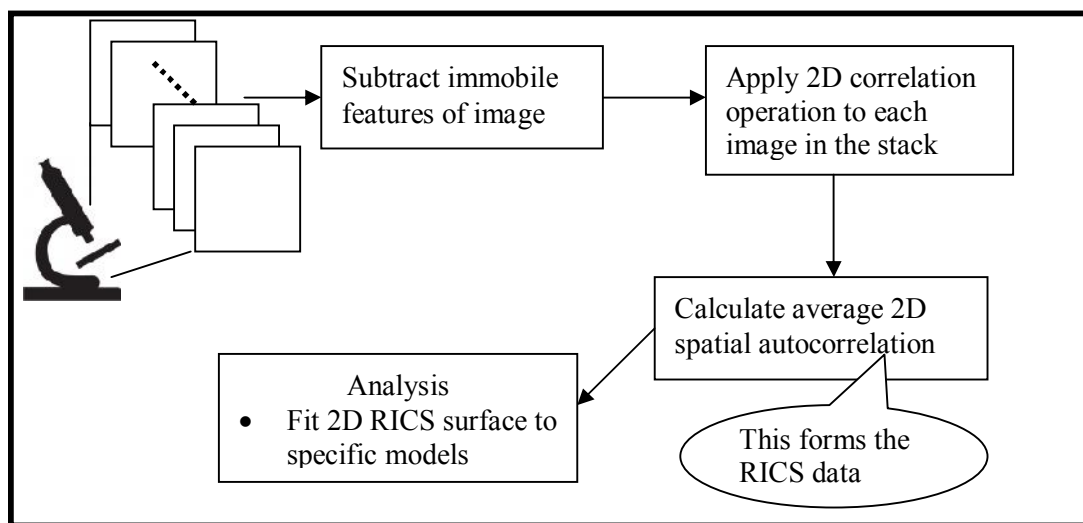 Subtract immobile
features of image
Apply 2D correlation
operation to each
image in the stack
Calculate average 2D
spatial autocorrelation
This forms the
RICS data
Analysis
• Fit 2D RICS surface to
specific models